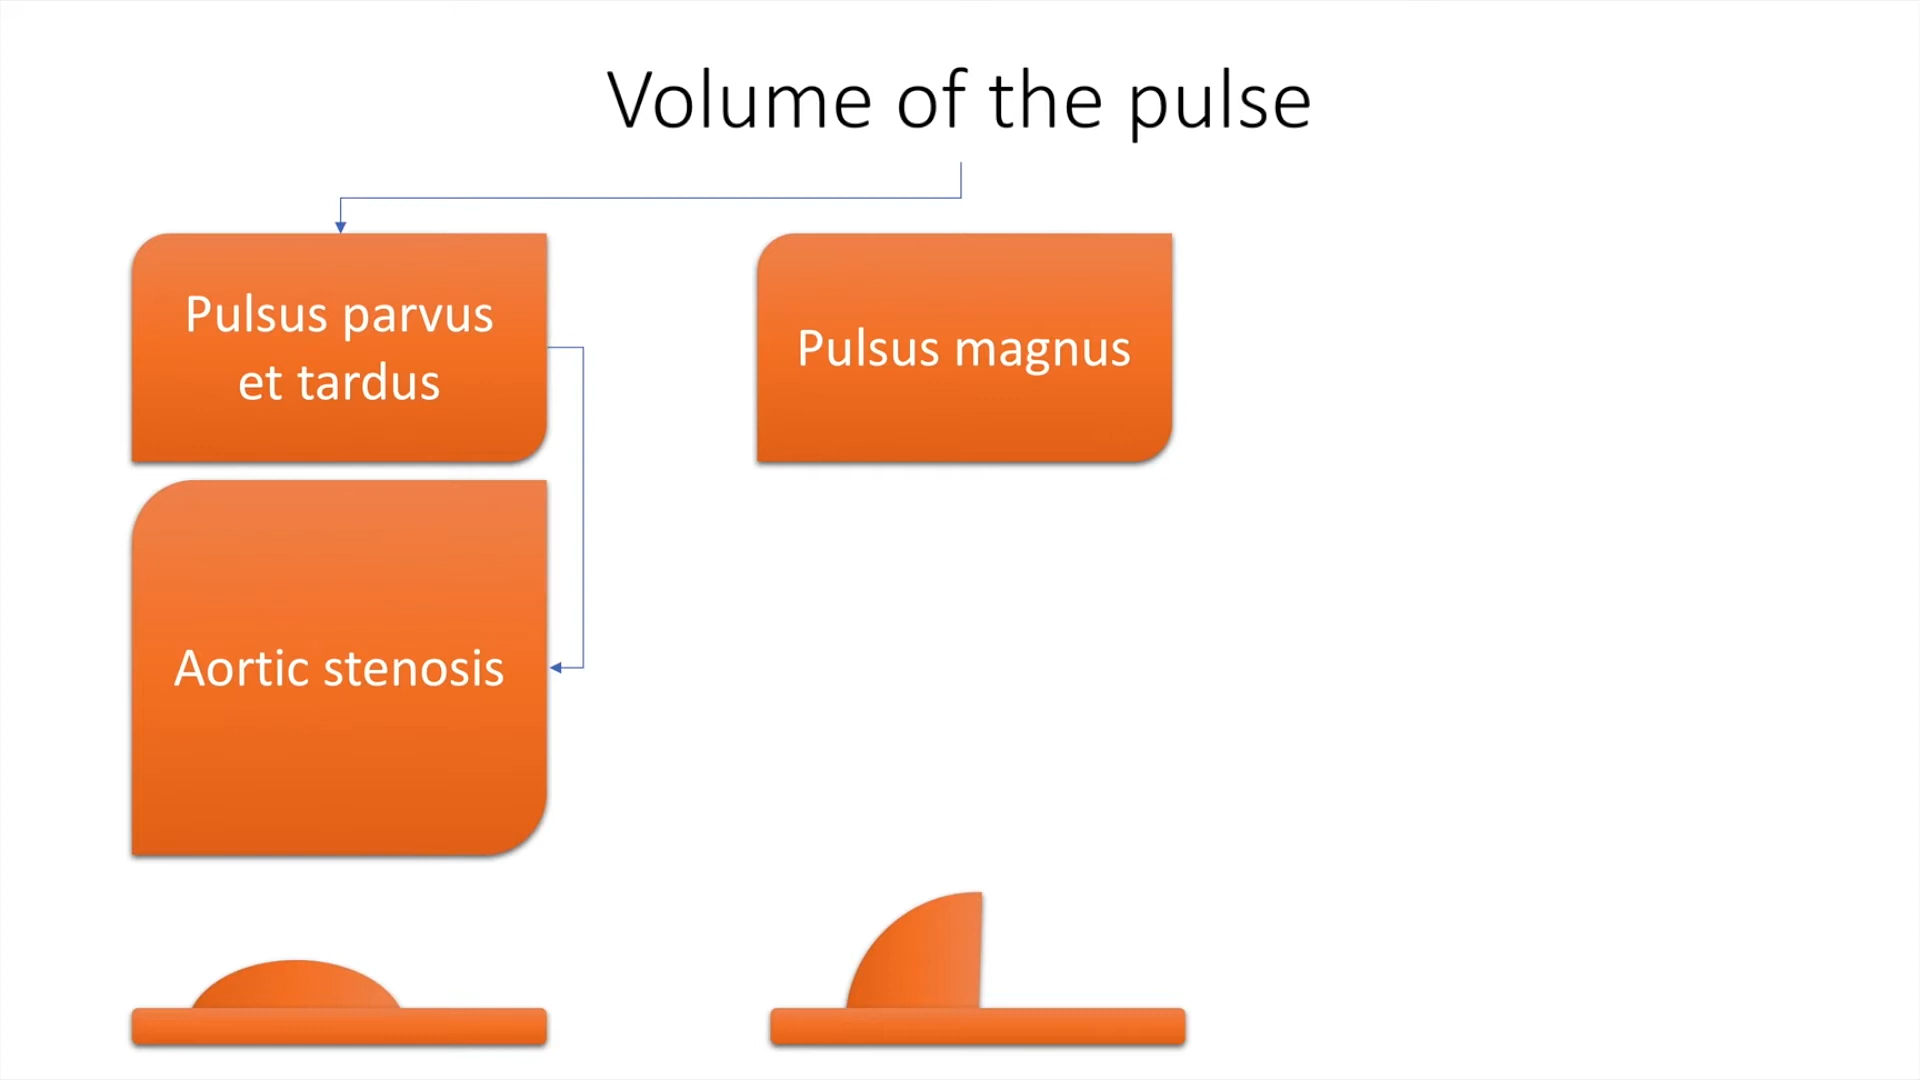 Volume of the pulse
Pulsus parvus
et tardus
Pulsus magnus
Aortic stenosis